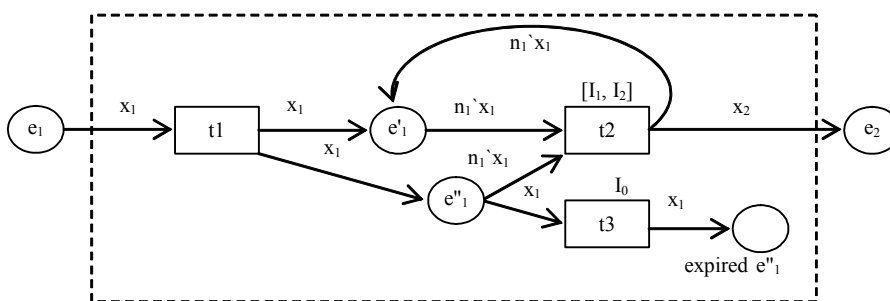 n₁`x₁
[I₁, I₂]
x₁
x₁
n₁`x₁
x₂
e₁
t1
e'₁
t2
e₂
x₁
n₁`x₁
x₁
I₀
x₁
e"₁
t3
expired e"₁